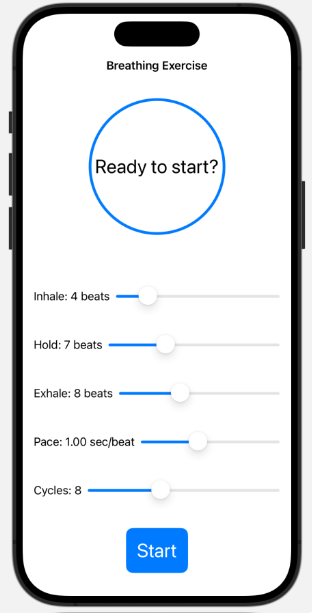 Breathing Exercise
Ready to start?
Inhale: 4 beats
Hold: 7 beats
Exhale: 8 beats
Pace: 1.00 sec/beat
Cycles: 8
Start